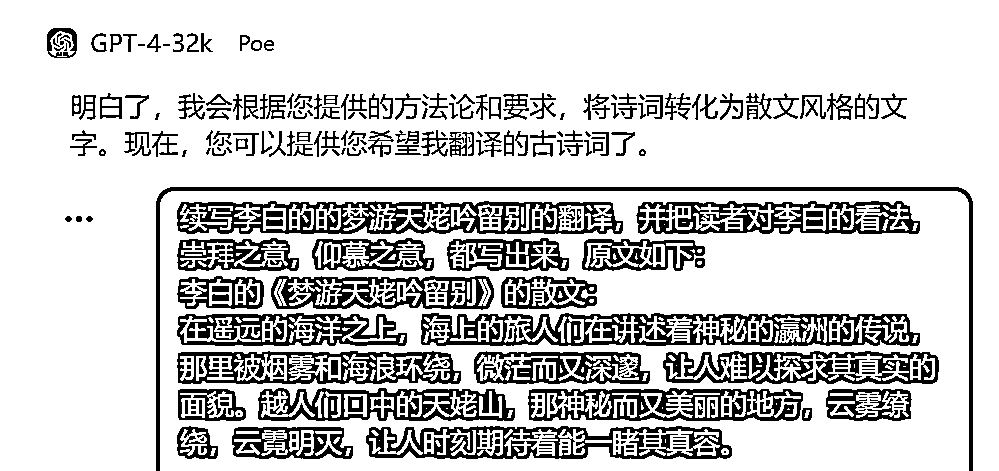 GPT-4-32k Poe
明白了，我会根据您提供的方法论和要求，将诗词转化为散文风格的文
字。现在，您可以提供您希望我翻译的古诗词了。
续写李白的的梦游天姥吟留别的翻译，并把读者对李白的看法，
崇拜之意，仰慕之意，都写出来，原文如下：
李白的《梦游天姥吟留别》的散文：
在遥远的海洋之上，海上的旅人们在讲述着神秘的瀛洲的传说，
那里被烟雾和海浪环绕，微茫而又深邃，让人难以探求其真实的
面貌。越人们口中的天姥山，那神秘而又美丽的地方，云雾缭
绕，云霓明灭，让人时刻期待着能一睹其真容。